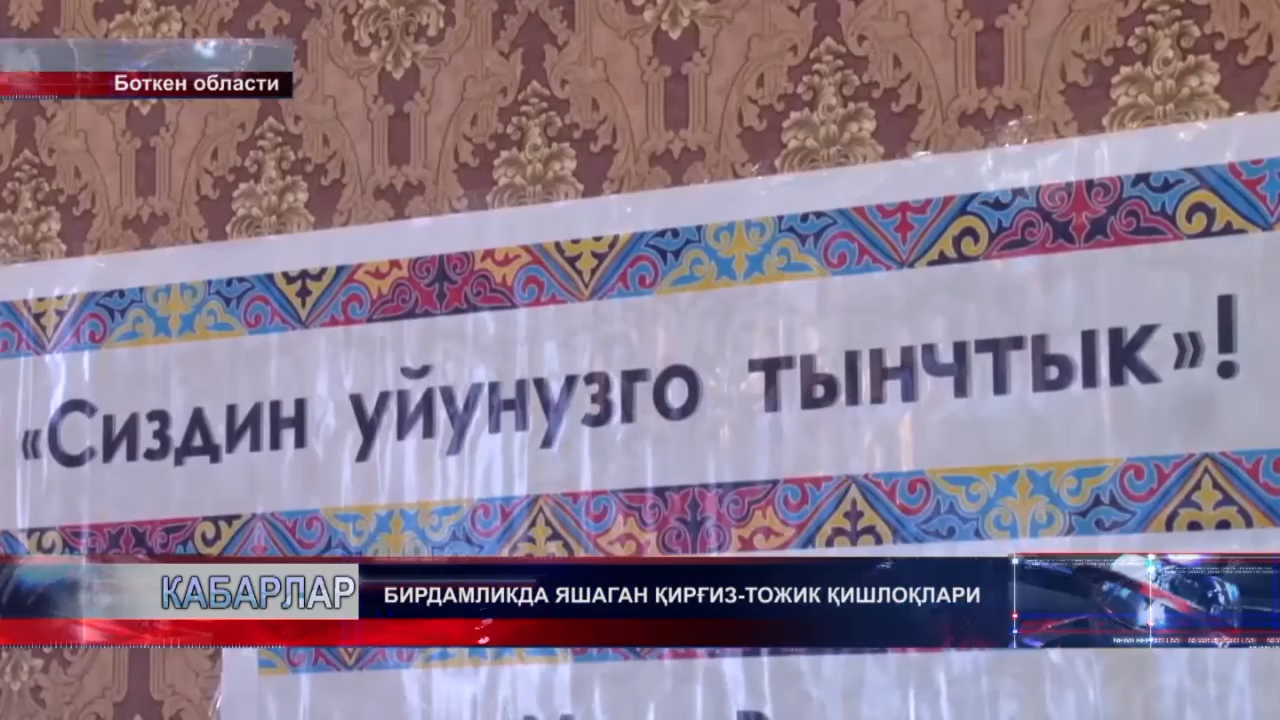 Боткен области
«Сиздин уйунузго тынчтык»!
КАБАРЛАР
БИРДАМЛИКДА ЯШАГАН ҚИРҒИЗ-ТОЖИК ҚИШЛОҚЛАРИ